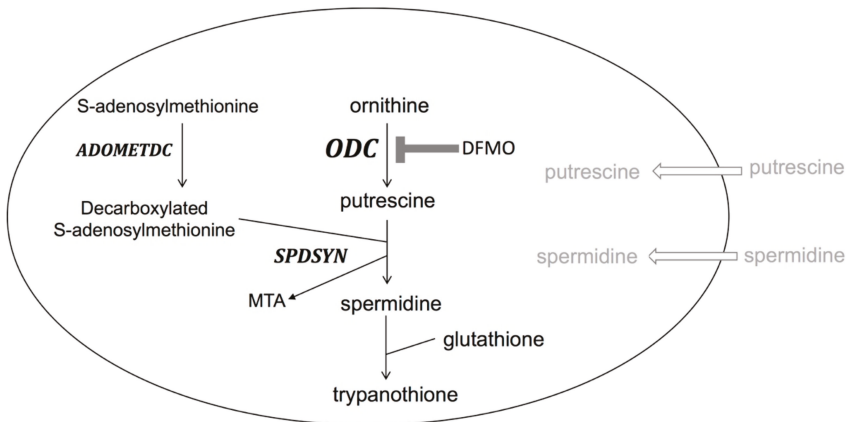 S-adenosylmethionine
ornithine
ADOMETDC
ODC
DFMO
putrescine
putrescine
putrescine
Decarboxylated
S-adenosylmethionine
SPDSYN
spermidine
spermidine
MTA
spermidine
glutathione
trypanothione